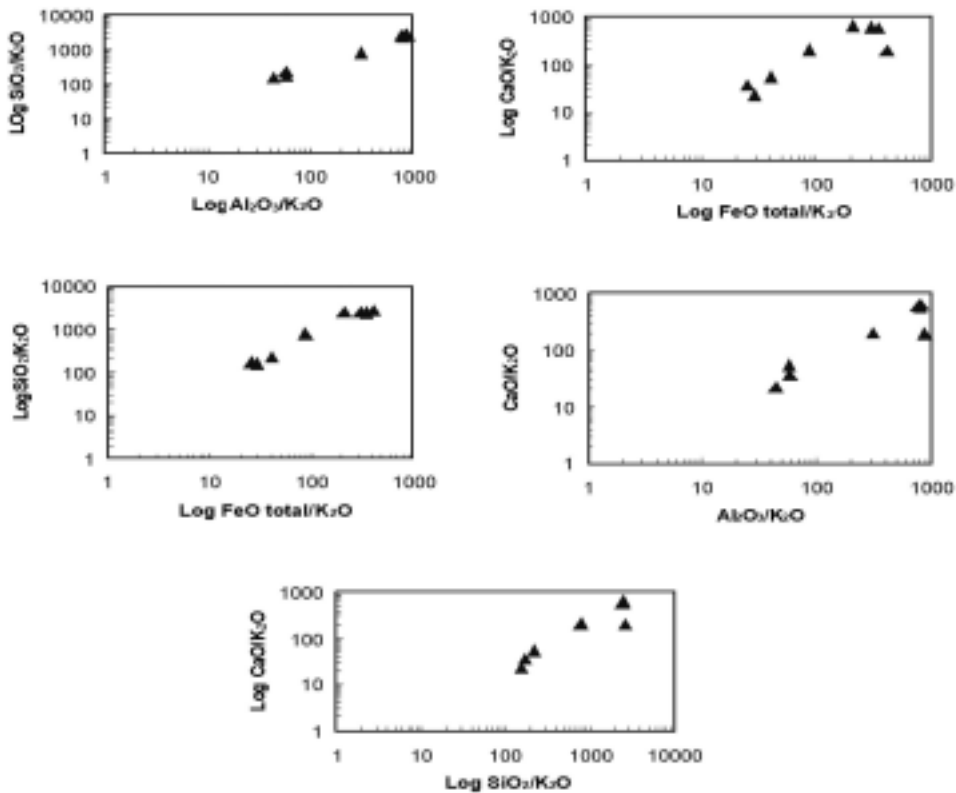 10000
1000
100
10
1
LOg SiO₂/K₂O
1 10 100 1000
Log Al₂O₃/K₂O
1000
100
10
1
Log CaO/K₂O
1 10 100 1000
Log FeO total/K₂O
10000
1000
100
10
1
LogSiO₂/K₂O
1 10 100 1000
Log FeO total/K₂O
1000
100
10
1
CaO/K₂O
1 10 100 1000
Al₂O₃/K₂O
1000
100
10
1
Log CaO/K₂O
1 10 100 1000 10000
Log SiO₂/K₂O